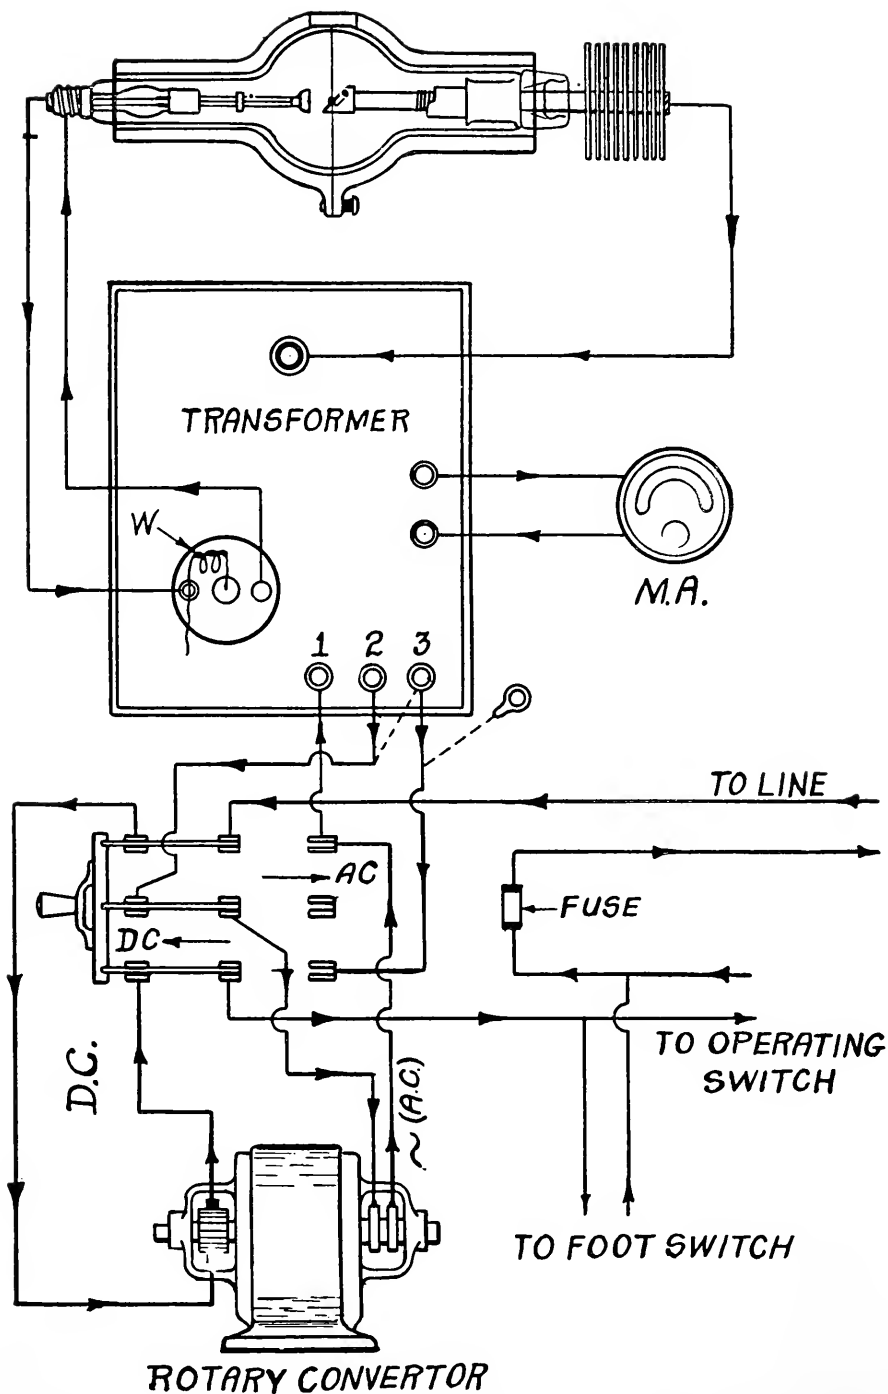 TRANSFORMER
W
M.A.
1 2 3
TO LINE
AC
FUSE
DC
D.C.
TO OPERATING
SWITCH
~ (A.C.)
TO FOOT SWITCH
ROTARY CONVERTOR